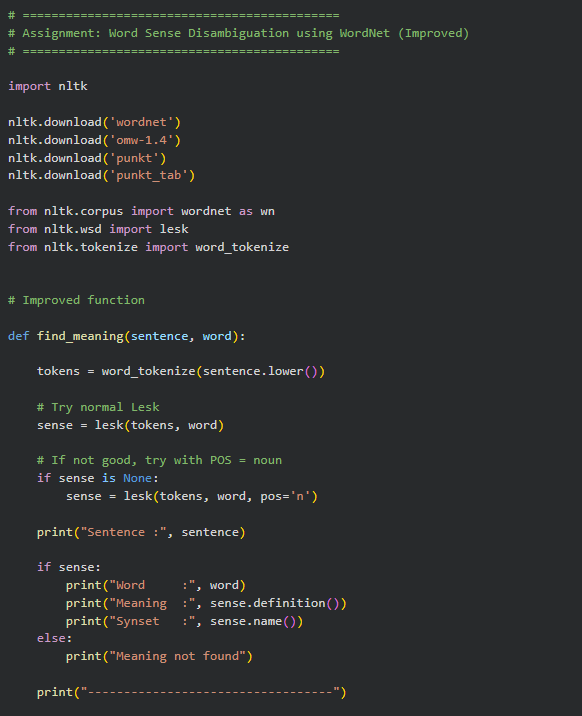 # ============================================
# Assignment: Word Sense Disambiguation using WordNet (Improved)
# ============================================
import nltk
nltk.download('wordnet')
nltk.download('omw-1.4')
nltk.download('punkt')
nltk.download('punkt_tab')
from nltk.corpus import wordnet as wn
from nltk.wsd import lesk
from nltk.tokenize import word_tokenize
# Improved function
def find_meaning(sentence, word):
    tokens = word_tokenize(sentence.lower())
    # Try normal Lesk
    sense = lesk(tokens, word)
    # If not good, try with POS = noun
    if sense is None:
        sense = lesk(tokens, word, pos='n')
    print("Sentence :", sentence)
    if sense:
        print("Word     :", word)
        print("Meaning  :", sense.definition())
        print("Synset   :", sense.name())
    else:
        print("Meaning not found")
    print("----------------------------------")